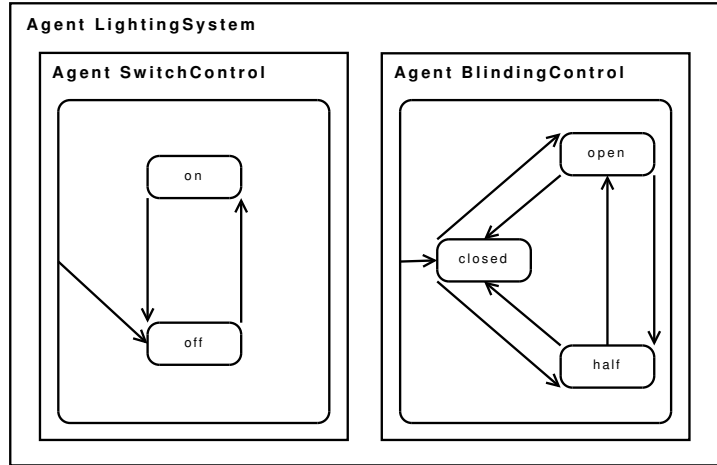 Agent LightingSystem
Agent SwitchControl
on
off
Agent BlindingControl
open
closed
half